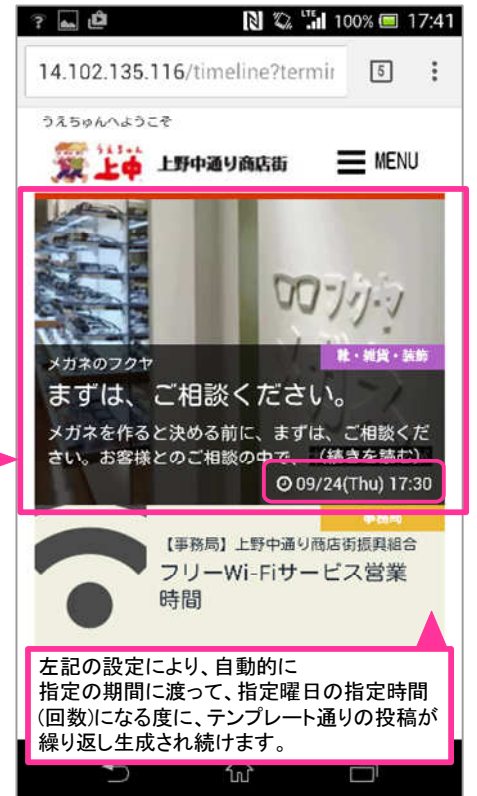 100% 17:41
14.102.135.116/timeline?termir 5
うえちゅんへようこそ
うえちゅん
上中 上野中通り商店街 MENU
靴・雑貨・装飾
メガネのフクヤ
まずは、ご相談ください。
メガネを作ると決める前に、まずは、ご相談くだ
さい。お客様とのご相談の中で、 (続きを読む)
09/24(Thu) 17:30
事務局
【事務局】上野中通り商店街振興組合
フリーWi-Fiサービス営業
時間
左記の設定により、自動的に
指定の期間に渡って、指定曜日の指定時間
(回数)になる度に、テンプレート通りの投稿が
繰り返し生成され続けます。